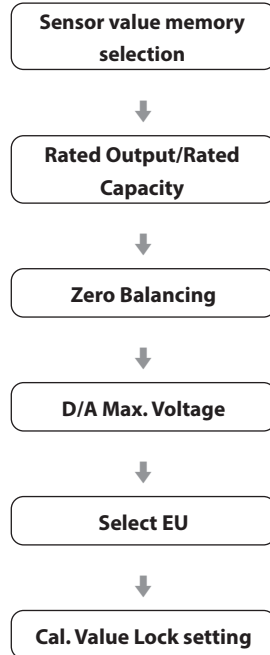 Sensor value memory
selection
Rated Output/Rated
Capacity
Zero Balancing
D/A Max. Voltage
Select EU
Cal. Value Lock setting